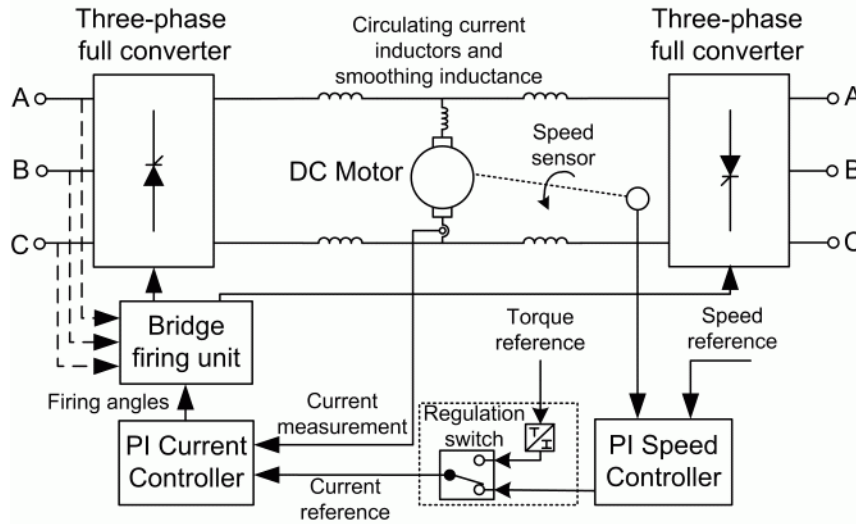 Three-phase
full converter
Circulating current
inductors and
smoothing inductance
Three-phase
full converter
A
A
B
B
C
C
DC Motor
Speed
sensor
Bridge
firing unit
Torque
reference
Speed
reference
Firing angles
Current
measurement
Regulation
switch
T
I
PI Current
Controller
PI Speed
Controller
Current
reference